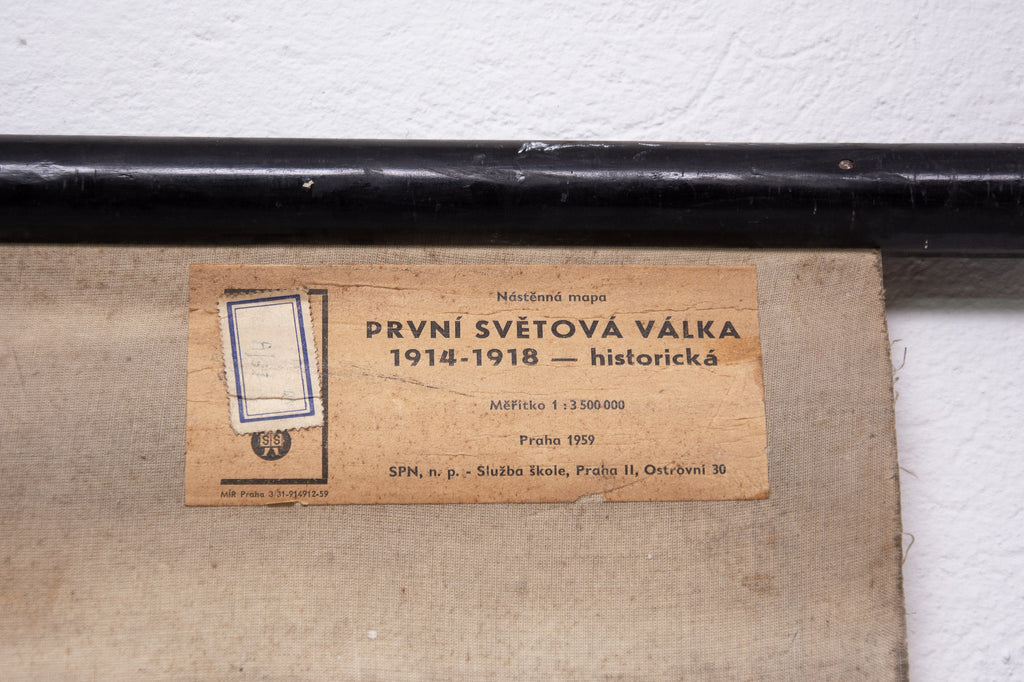 Nástěnná mapa
PRVNÍ SVĚTOVÁ VÁLKA
1914-1918 — historická
Měřítko 1 : 3 500 000
Praha 1959
SPN, n. p. - Služba škole, Praha II, Ostrovní 30
MÍR Praha 3 31-914912-59